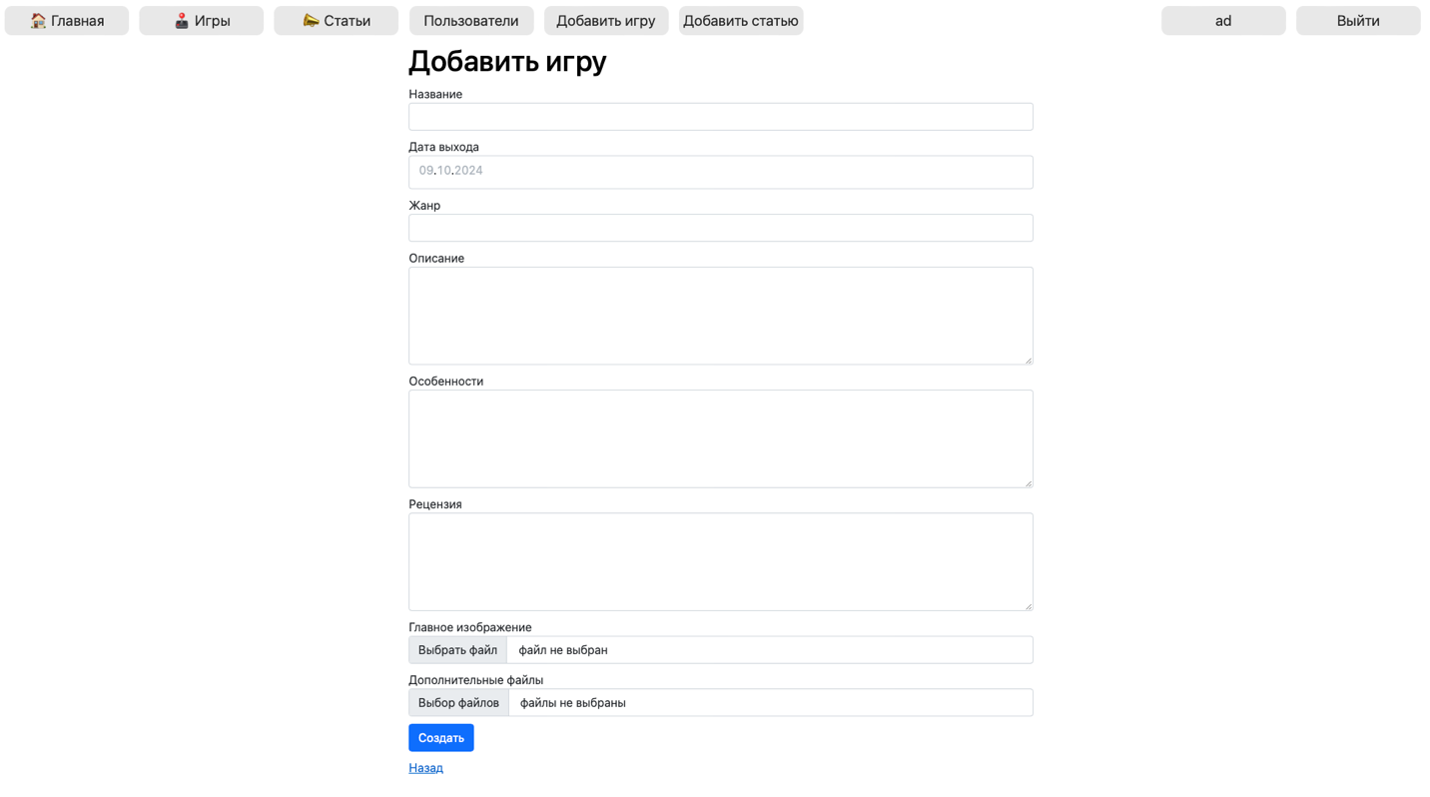 🏠 Главная 🕹️ Игры 📣 Статьи Пользователи Добавить игру Добавить статью ad Выйти
Добавить игру
Название
Дата выхода
09.10.2024
Жанр
Описание
Особенности
Рецензия
Главное изображение
Выбрать файл файл не выбран
Дополнительные файлы
Выбор файлов файлы не выбраны
Создать
Назад